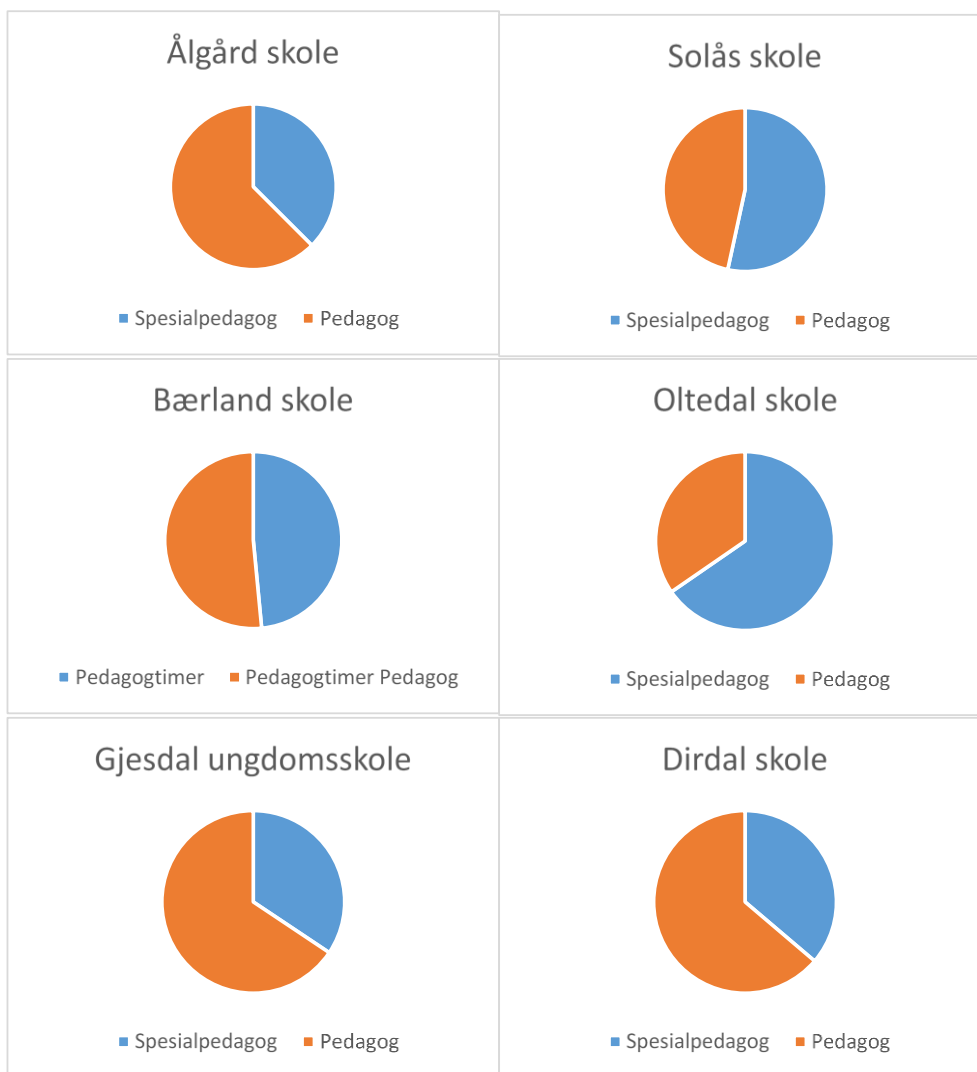 Ålgård skole
Spesialpedagog Pedagog
Solås skole
Spesialpedagog Pedagog
Bærland skole
Pedagogtimer Pedagogtimer Pedagog
Oltedal skole
Spesialpedagog Pedagog
Gjesdal ungdomsskole
Spesialpedagog Pedagog
Dirdal skole
Spesialpedagog Pedagog